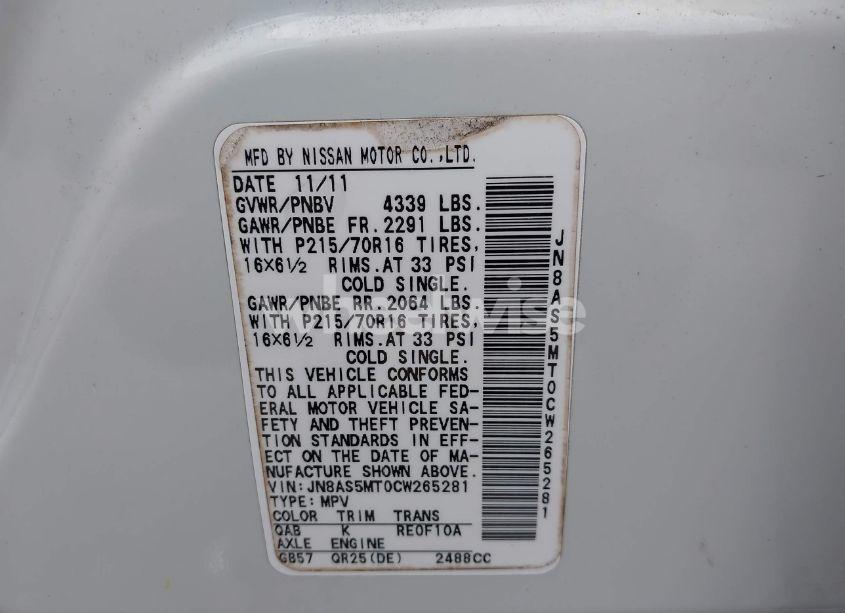 MFD BY NISSAN MOTOR CO.,LTD.
DATE 11/11
GVWR/PNBV 4339 LBS.
GAWR/PNBE FR. 2291 LBS.
WITH P215/70R16 TIRES,
16X6½ RIMS.AT 33 PSI
COLD SINGLE.
GAWR/PNBE RR. 2064 LBS.
WITH P215/70R16 TIRES,
16X6½ RIMS.AT 33 PSI
COLD SINGLE.
THIS VEHICLE CONFORMS
TO ALL APPLICABLE FED-
ERAL MOTOR VEHICLE SA-
FETY AND THEFT PREVEN-
TION STANDARDS IN EFF-
ECT ON THE DATE OF MA-
NUFACTURE SHOWN ABOVE.
VIN:JN8AS5MT0CW265281
TYPE:MPV
COLOR TRIM TRANS
QAB K RE0F10A
AXLE ENGINE
GB57 QR25(DE) 2488CC
JN8AS5MT0CW265281